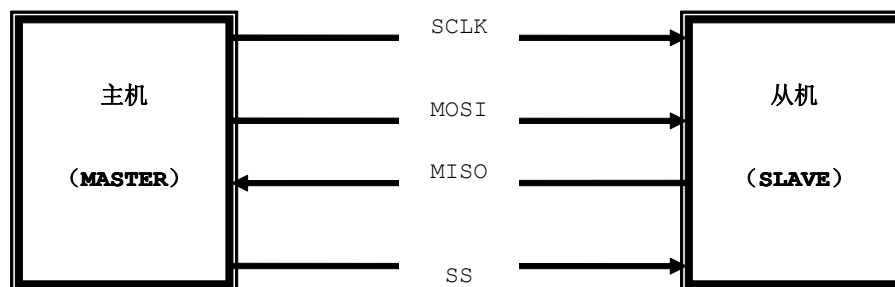 SCLK
主机
MOSI
从机
（MASTER）
MISO
（SLAVE）
SS